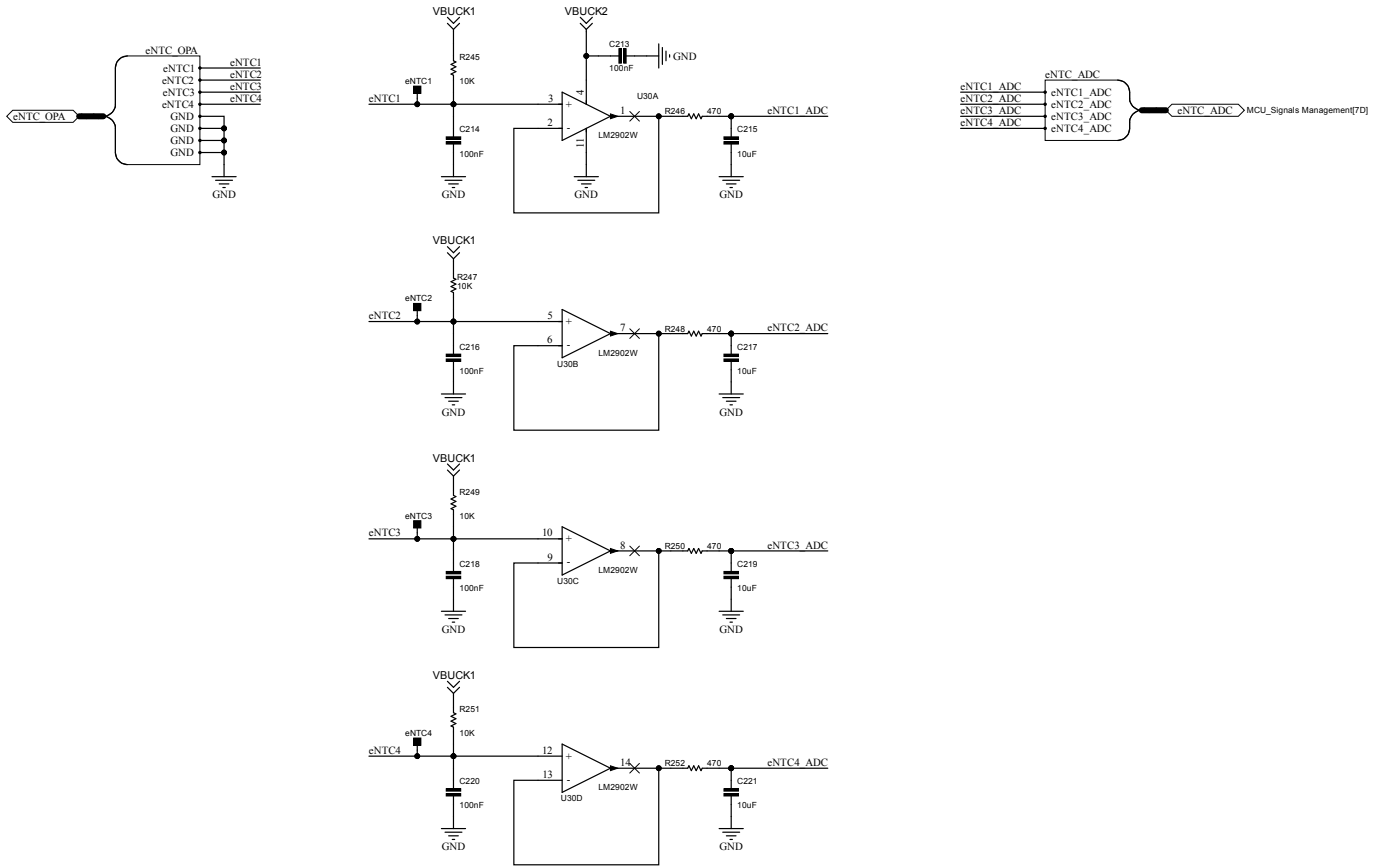 eNTC_OPA
eNTC_OPA
eNTC1
eNTC2
eNTC3
eNTC4
GND
GND
GND
GND
eNTC1
eNTC2
eNTC3
eNTC4
GND
VBUCK1
R245
10K
eNTC1
eNTC1
C214
100nF
GND
VBUCK2
C213
100nF
GND
3
2
4
11
1
U30A
LM2902W
GND
R246
470
C215
10uF
GND
eNTC1_ADC
VBUCK1
R247
10K
eNTC2
eNTC2
C216
100nF
GND
5
6
7
U30B
LM2902W
R248
470
C217
10uF
GND
eNTC2_ADC
VBUCK1
R249
10K
eNTC3
eNTC3
C218
100nF
GND
10
9
8
U30C
LM2902W
R250
470
C219
10uF
GND
eNTC3_ADC
VBUCK1
R251
10K
eNTC4
eNTC4
C220
100nF
GND
12
13
14
U30D
LM2902W
R252
470
C221
10uF
GND
eNTC4_ADC
eNTC1_ADC
eNTC2_ADC
eNTC3_ADC
eNTC4_ADC
eNTC_ADC
eNTC1_ADC
eNTC2_ADC
eNTC3_ADC
eNTC4_ADC
eNTC_ADC
MCU_Signals Management[7D]